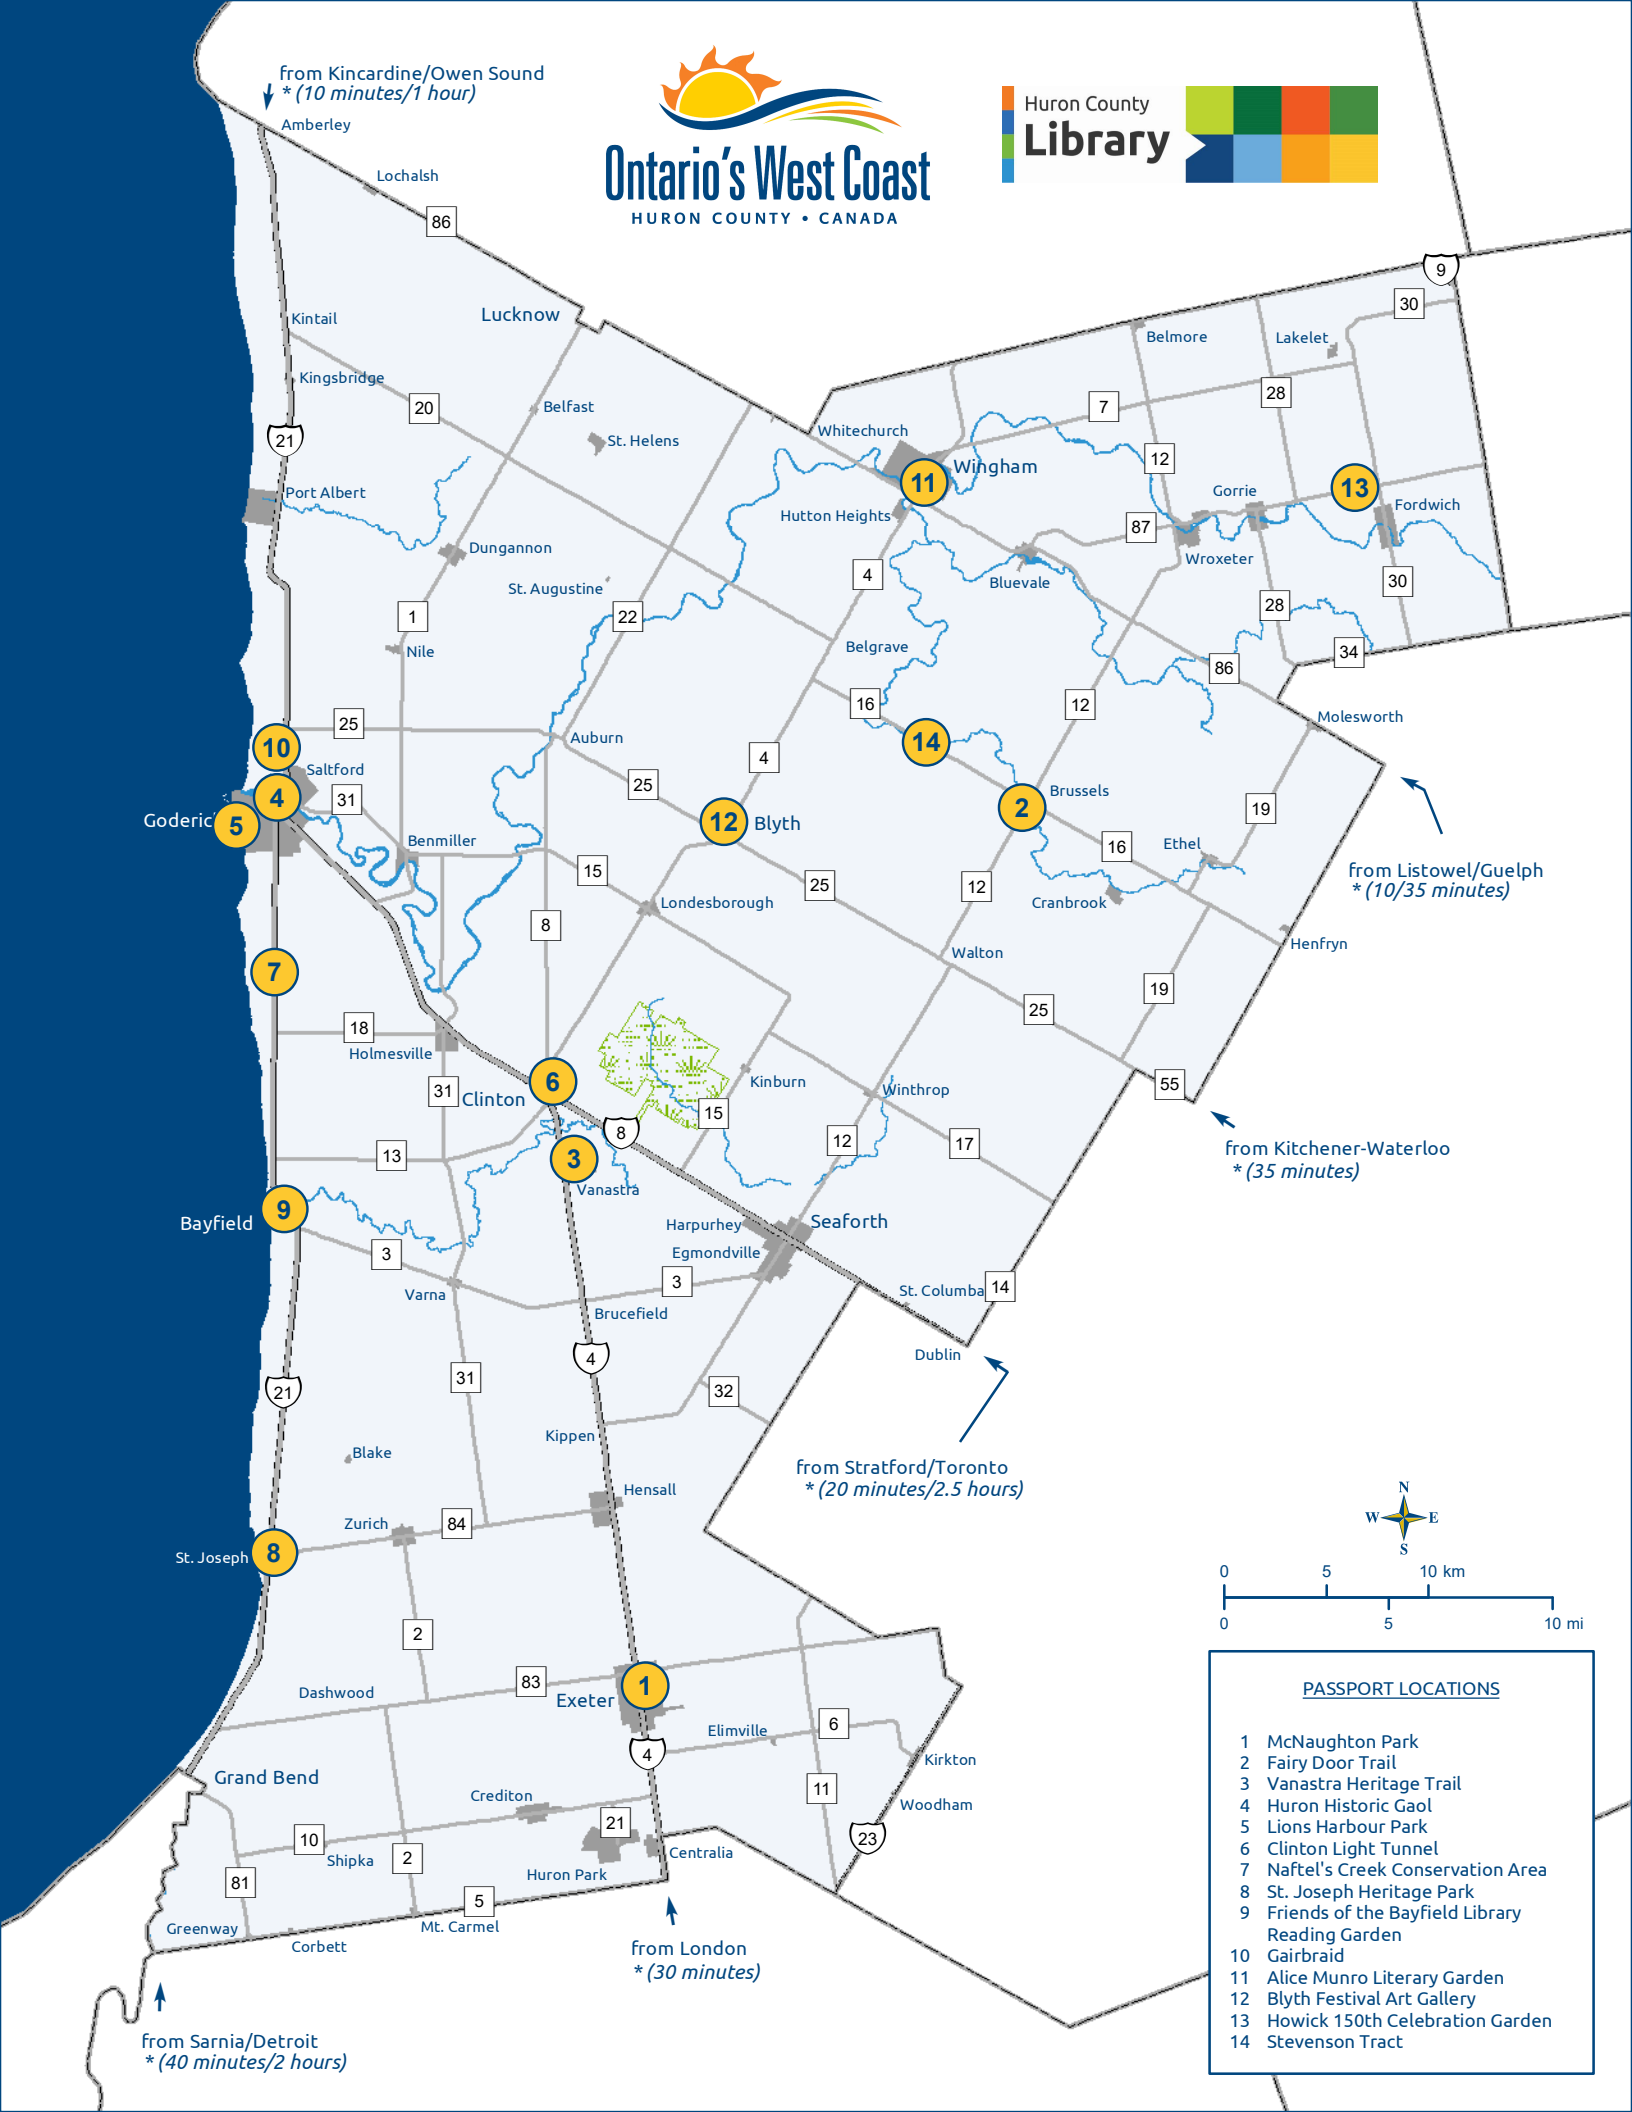 from Kincardine/Owen Sound
* (10 minutes/1 hour)
Amberley
Lochalsh
86
Ontario's West Coast
HURON COUNTY • CANADA
Huron County
Library
9
30
Kintail
Lucknow
Belmore
Lakelet
Kingsbridge
20
Belfast
7
28
21
St. Helens
Whitechurch
12
11
Wingham
13
Port Albert
Gorrie
Fordwich
Hutton Heights
87
Dungannon
Wroxeter
4
Bluevale
30
St. Augustine
1
22
28
Nile
Belgrave
34
86
16
12
Molesworth
25
10
Auburn
14
4
Saltford
25
Brussels
4
31
2
19
5
12
Blyth
Benmiller
16
Ethel
15
25
12
from Listowel/Guelph
* (10/35 minutes)
Londesborough
Cranbrook
8
Henfryn
Walton
7
19
25
18
Holmesville
6
Kinburn
55
31
Clinton
15
Winthrop
8
12
17
from Kitchener-Waterloo
* (35 minutes)
13
3
Vanastra
9
Bayfield
Harpurhey
Seaforth
3
Egmondville
3
Varna
St. Columba
14
Brucefield
4
Dublin
31
21
32
Kippen
Blake
from Stratford/Toronto
* (20 minutes/2.5 hours)
Hensall
Zurich
84
St. Joseph
8
N
W
E
S
0
5
10 km
0
5
10 mi
2
83
Dashwood
1
Exeter
6
Elimville
4
Kirkton
Grand Bend
11
Crediton
Woodham
21
23
10
Shipka
2
Huron Park
Centralia
81
5
Greenway
Mt. Carmel
Corbett
from London
* (30 minutes)
from Sarnia/Detroit
* (40 minutes/2 hours)
PASSPORT LOCATIONS
1 McNaughton Park
2 Fairy Door Trail
3 Vanastra Heritage Trail
4 Huron Historic Gaol
5 Lions Harbour Park
6 Clinton Light Tunnel
7 Naftel's Creek Conservation Area
8 St. Joseph Heritage Park
9 Friends of the Bayfield Library
Reading Garden
10 Gairbraid
11 Alice Munro Literary Garden
12 Blyth Festival Art Gallery
13 Howick 150th Celebration Garden
14 Stevenson Tract